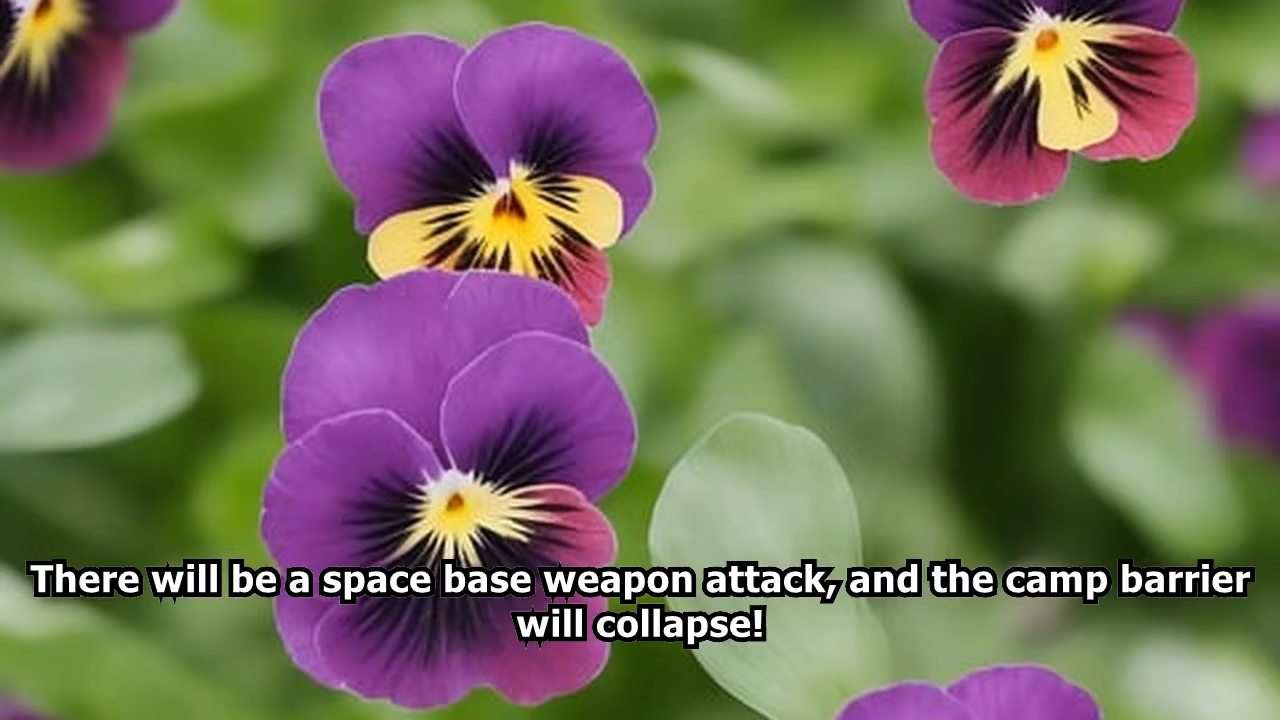 There will be a space base weapon attack, and the camp barrier
will collapse!